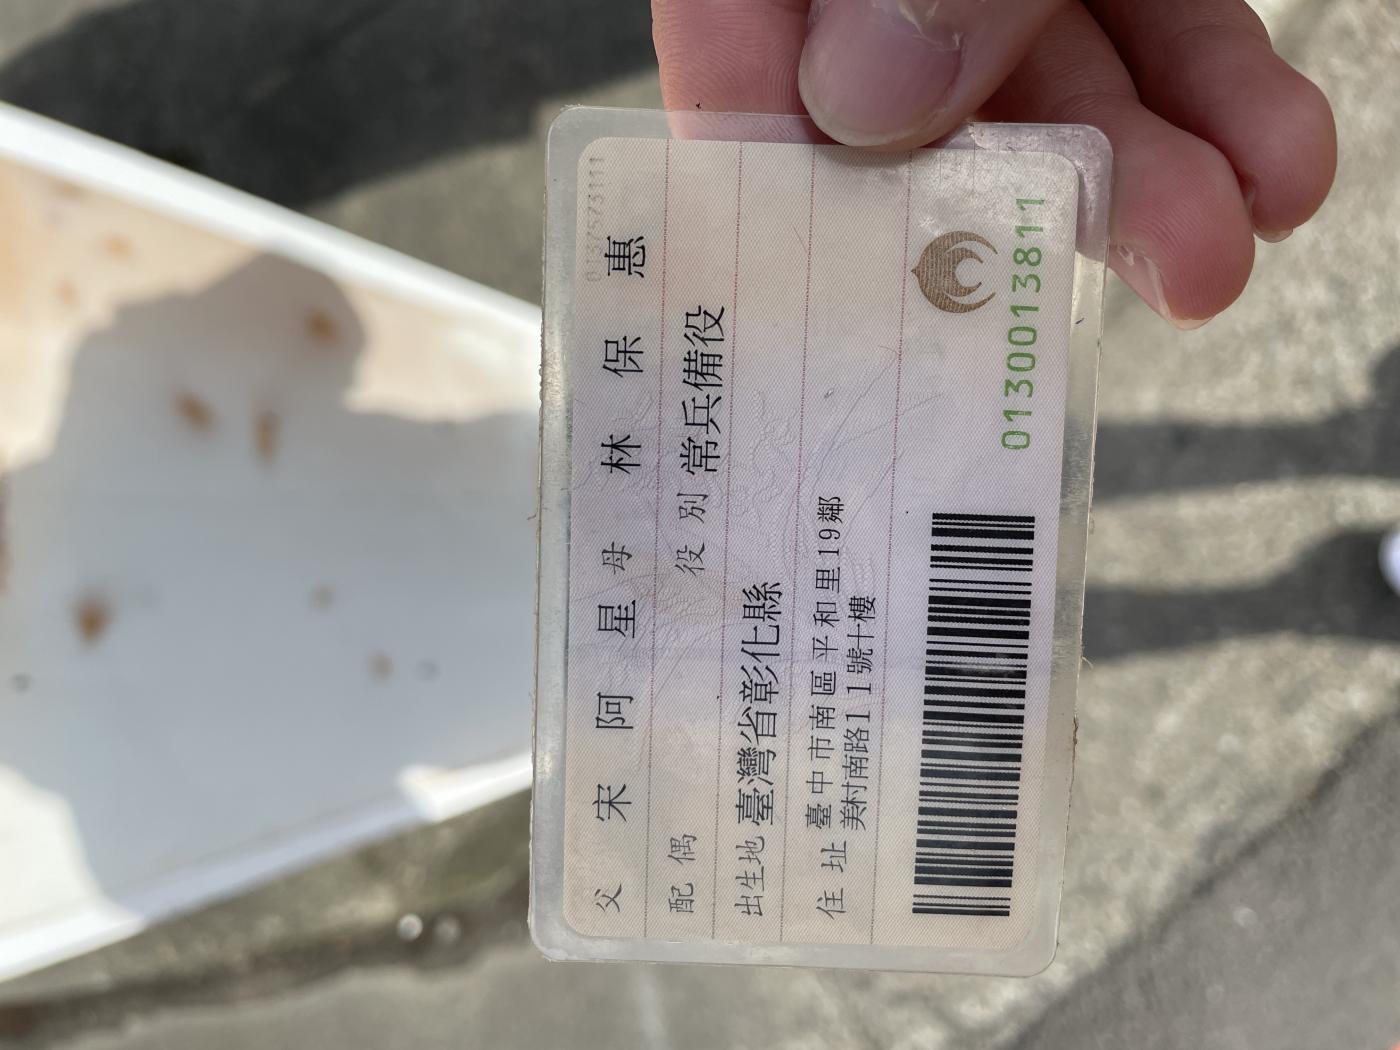 父 宋阿星 母 林保惠
配偶 役別 常兵備役
出生地 臺灣省彰化縣
住址 臺中市南區平和里19鄰
美村南路11號十樓
0130013811